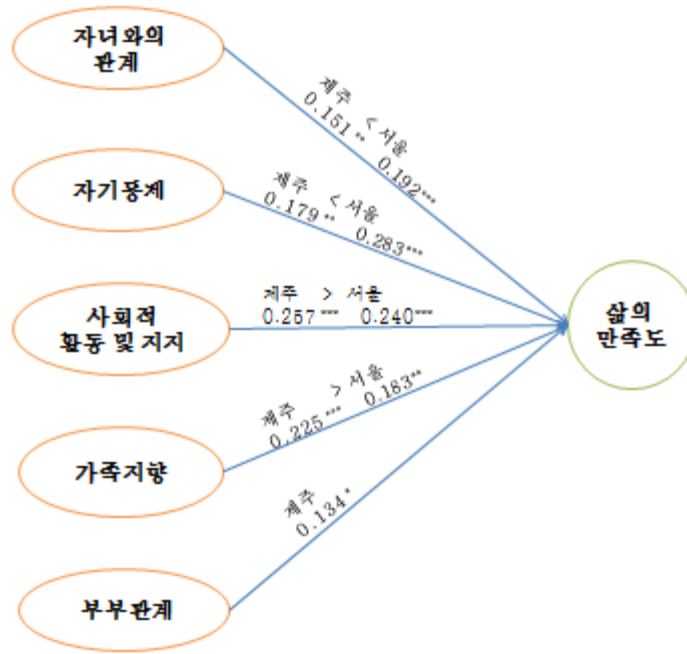 자녀와의
관계
제주 < 서울
0.151 ** 0.192***
자기통제
제주 < 서울
0.179 ** 0.283***
사회적
활동 및 지지
제주 > 서울
0.257 *** 0.240***
삶의
만족도
가족지향
제주 > 서울
0.225 *** 0.183**
부부관계
제주
0.134 *